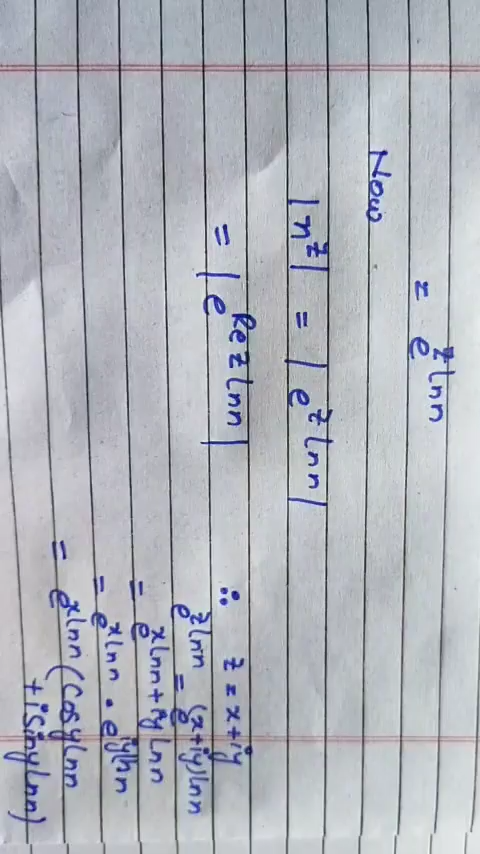 = e^{z ln n}
Now
|n^z| = | e^{z ln n} |
= | e^{Re z ln n} |
∵ z = x+iy
e^{z ln n} = e^{(x+iy) ln n}
= e^{x ln n + iy ln n}
= e^{x ln n} · e^{iy ln n}
= e^{x ln n} (Cos y ln n
+ i Sin y ln n)